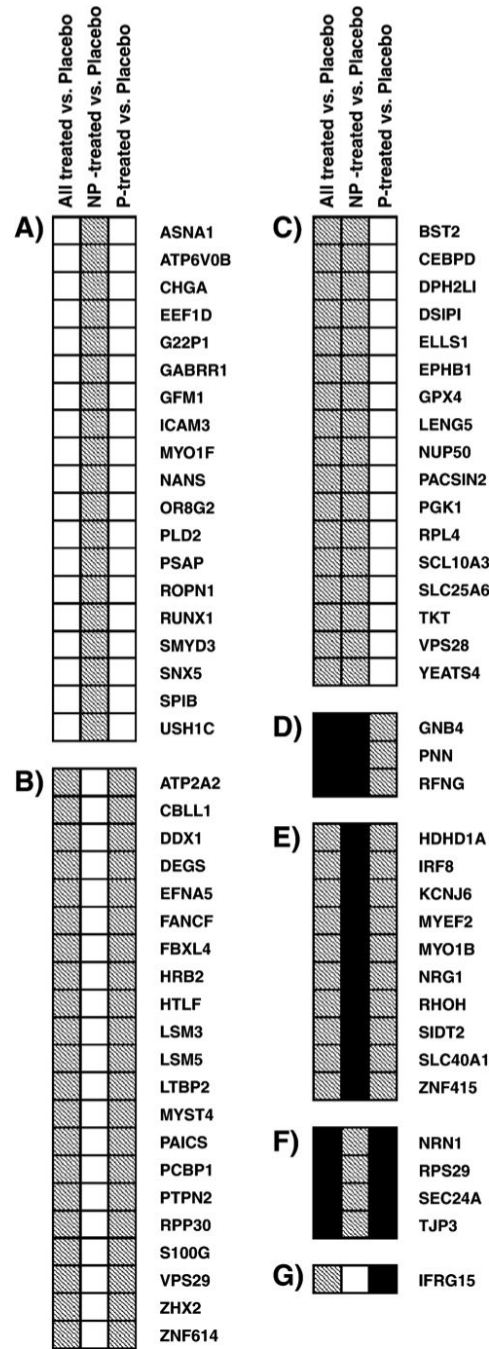 All treated vs. Placebo
NP -treated vs. Placebo
P-treated vs. Placebo
A)
ASNA1
ATP6V0B
CHGA
EEF1D
G22P1
GABRR1
GFM1
ICAM3
MYO1F
NANS
OR8G2
PLD2
PSAP
ROPN1
RUNX1
SMYD3
SNX5
SPIB
USH1C
B)
ATP2A2
CBLL1
DDX1
DEGS
EFNA5
FANCF
FBXL4
HRB2
HTLF
LSM3
LSM5
LTBP2
MYST4
PAICS
PCBP1
PTPN2
RPP30
S100G
VPS29
ZHX2
ZNF614
All treated vs. Placebo
NP -treated vs. Placebo
P-treated vs. Placebo
C)
BST2
CEBPD
DPH2LI
DSIPI
ELLS1
EPHB1
GPX4
LENG5
NUP50
PACSIN2
PGK1
RPL4
SCL10A3
SLC25A6
TKT
VPS28
YEATS4
D)
GNB4
PNN
RFNG
E)
HDHD1A
IRF8
KCNJ6
MYEF2
MYO1B
NRG1
RHOH
SIDT2
SLC40A1
ZNF415
F)
NRN1
RPS29
SEC24A
TJP3
G)
IFRG15